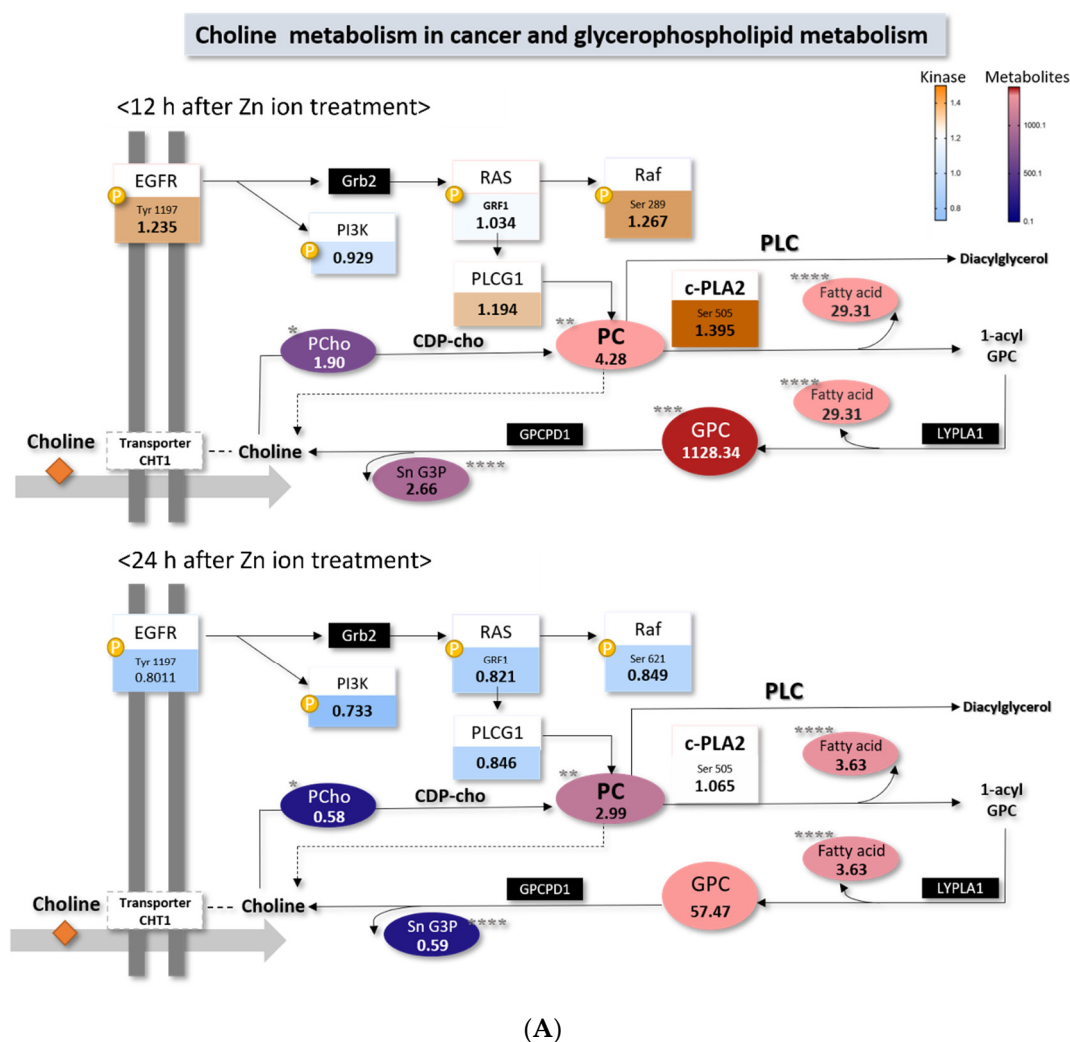 Choline metabolism in cancer and glycerophospholipid metabolism
Kinase
Metabolites
1.4
1.2
1.0
0.8
1000.1
500.1
0.1
<12 h after Zn ion treatment>
EGFR
P
Tyr 1197
1.235
Grb2
RAS
P
GRF1
1.034
Raf
P
Ser 289
1.267
PI3K
P
0.929
PLCG1
1.194
PLC
Diacylglycerol
c-PLA2
Ser 505
1.395
****
Fatty acid
29.31
*
PCho
1.90
CDP-cho
**
PC
4.28
1-acyl
GPC
****
Fatty acid
29.31
***
GPC
1128.34
LYPLA1
GPCPD1
Choline
Transporter
CHT1
Choline
Sn G3P
2.66
****
<24 h after Zn ion treatment>
EGFR
P
Tyr 1197
0.8011
Grb2
RAS
P
GRF1
0.821
Raf
P
Ser 621
0.849
PI3K
P
0.733
PLCG1
0.846
PLC
Diacylglycerol
c-PLA2
Ser 505
1.065
****
Fatty acid
3.63
*
PCho
0.58
CDP-cho
**
PC
2.99
1-acyl
GPC
****
Fatty acid
3.63
GPC
57.47
LYPLA1
GPCPD1
Choline
Transporter
CHT1
Choline
Sn G3P
0.59
****
(A)